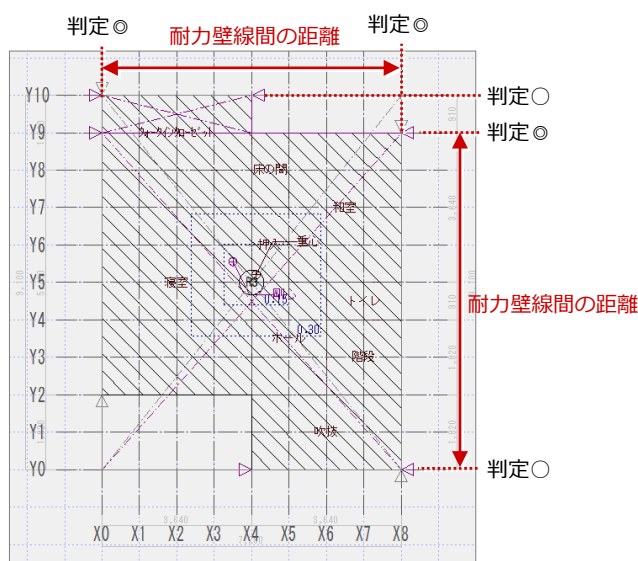 判定◎ 判定◎
耐力壁線間の距離
Y10 判定○
Y9 ウォークインクローゼット 判定◎
Y8 床の間
Y7 和室
Y6 押入 重心
Y5 寝室 トイレ
耐力壁線間の距離
0.15
Y4
0.30
ホール
Y3 階段
Y2
Y1 吹抜
Y0 判定○
3,640 3,640
X0 X1 X2 X3 X4 X5 X6 X7 X8